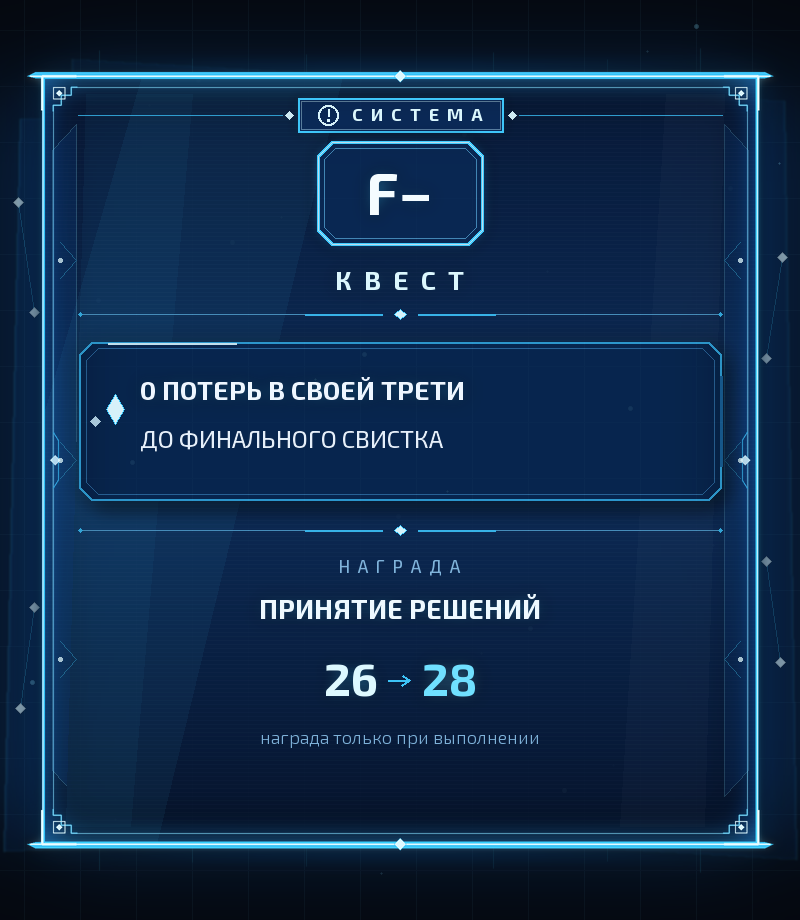 СИСТЕМА
F–
КВЕСТ
0 ПОТЕРЬ В СВОЕЙ ТРЕТИ
ДО ФИНАЛЬНОГО СВИСТКА
НАГРАДА
ПРИНЯТИЕ РЕШЕНИЙ
26 → 28
награда только при выполнении